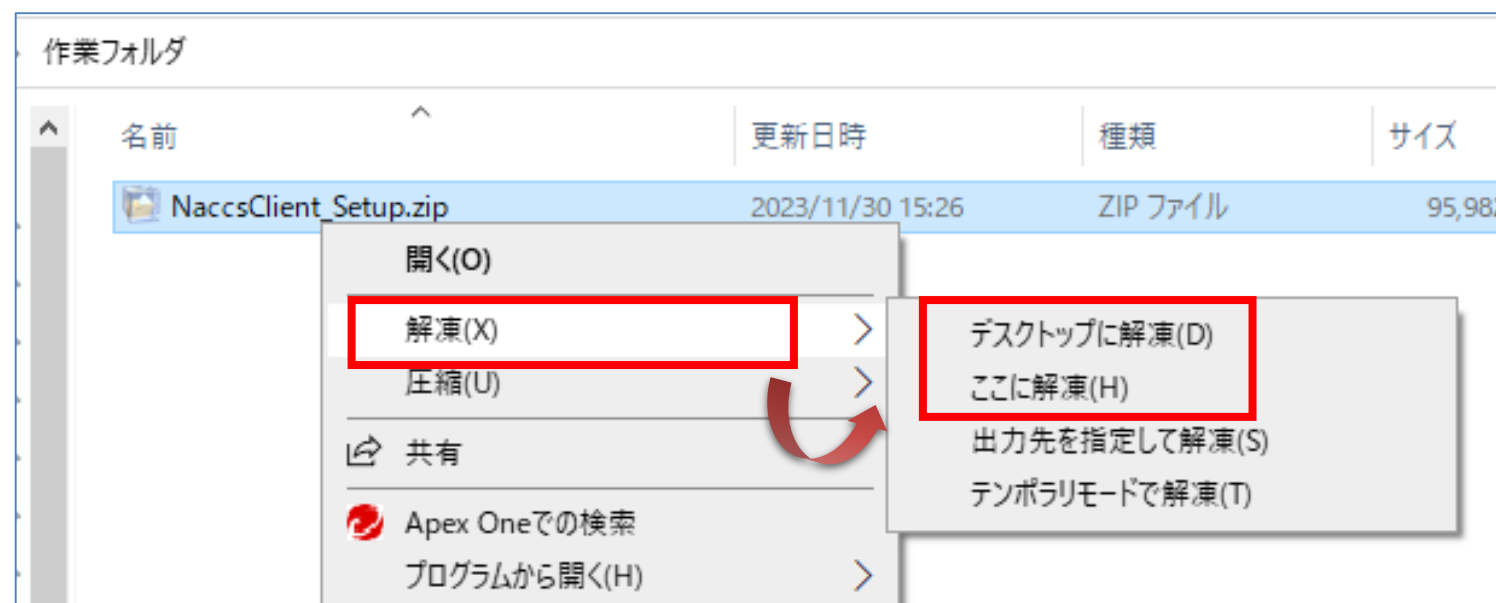 作業フォルダ
名前 更新日時 種類 サイズ
NaccsClient_Setup.zip 2023/11/30 15:26 ZIP ファイル 95,982
開く(O)
解凍(X)
圧縮(U)
共有
Apex Oneでの検索
プログラムから開く(H)
デスクトップに解凍(D)
ここに解凍(H)
出力先を指定して解凍(S)
テンポラリモードで解凍(T)